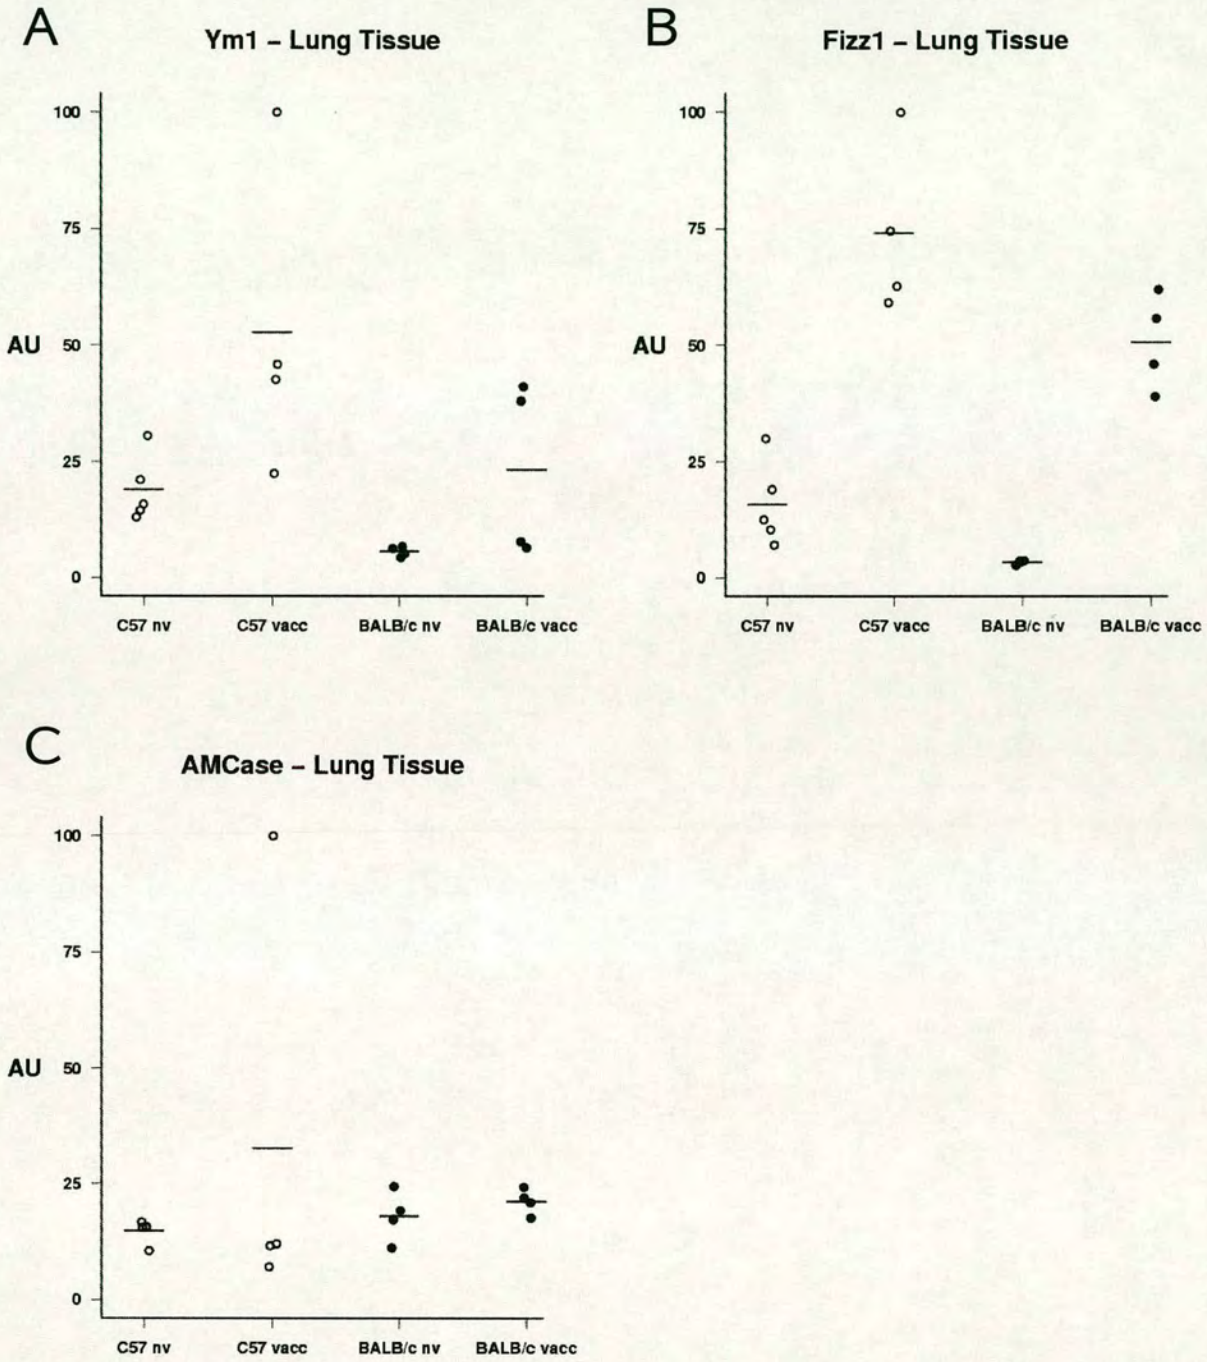 A
Ym1 – Lung Tissue
100
75
AU 50
25
0
C57 nv C57 vacc BALB/c nv BALB/c vacc
B
Fizz1 – Lung Tissue
100
75
AU 50
25
0
C57 nv C57 vacc BALB/c nv BALB/c vacc
C
AMCase – Lung Tissue
100
75
AU 50
25
0
C57 nv C57 vacc BALB/c nv BALB/c vacc